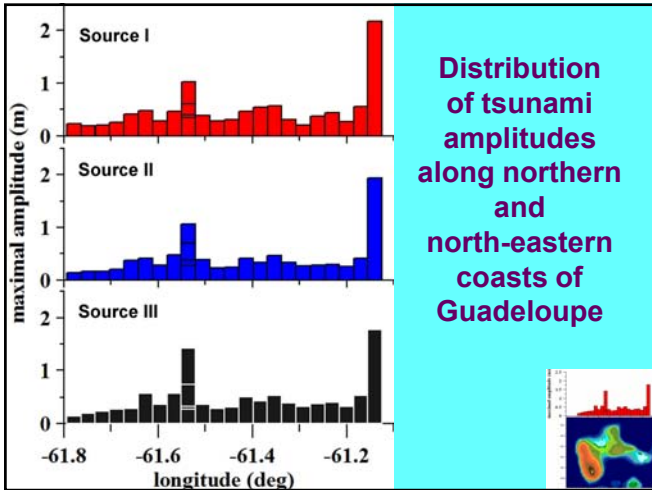 Source I
2
1
0
Source II
2
1
0
Source III
2
1
0
maximal amplitude (m)
-61.8
-61.6
-61.4
-61.2
longitude (deg)
Distribution
of tsunami
amplitudes
along northern
and
north-eastern
coasts of
Guadeloupe